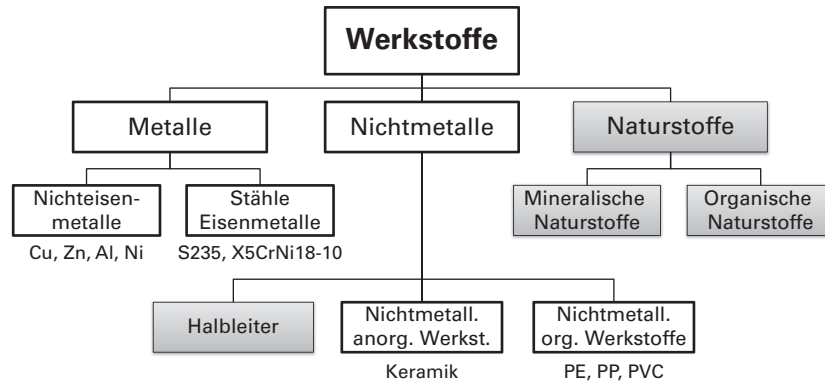 Werkstoffe
Metalle
Nichtmetalle
Naturstoffe
Nichteisen-
metalle
Stähle
Eisenmetalle
Mineralische
Naturstoffe
Organische
Naturstoffe
Cu, Zn, Al, Ni
S235, X5CrNi18-10
Halbleiter
Nichtmetall.
anorg. Werkst.
Nichtmetall.
org. Werkstoffe
Keramik
PE, PP, PVC